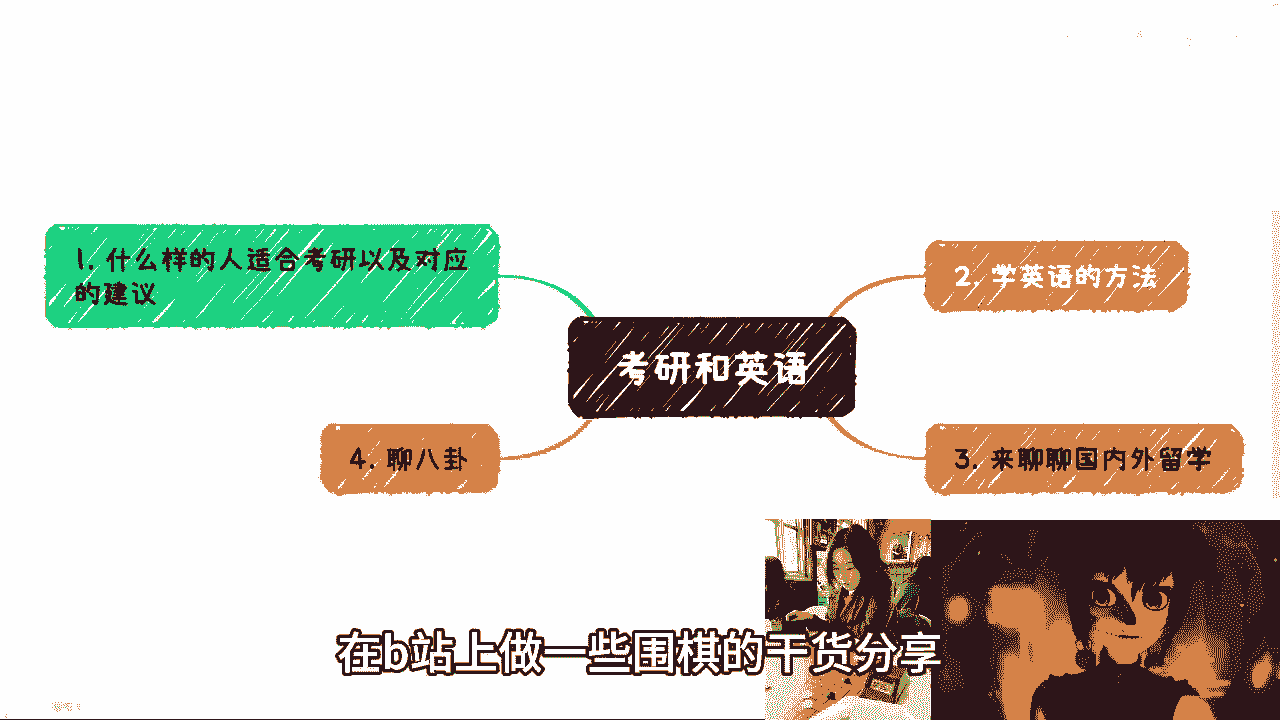 1. 什么样的人适合考研以及对应
的建议
2. 学英语的方法
考研和英语
4. 聊八卦
3. 来聊聊国内外留学
在b站上做一些围棋的干货分享